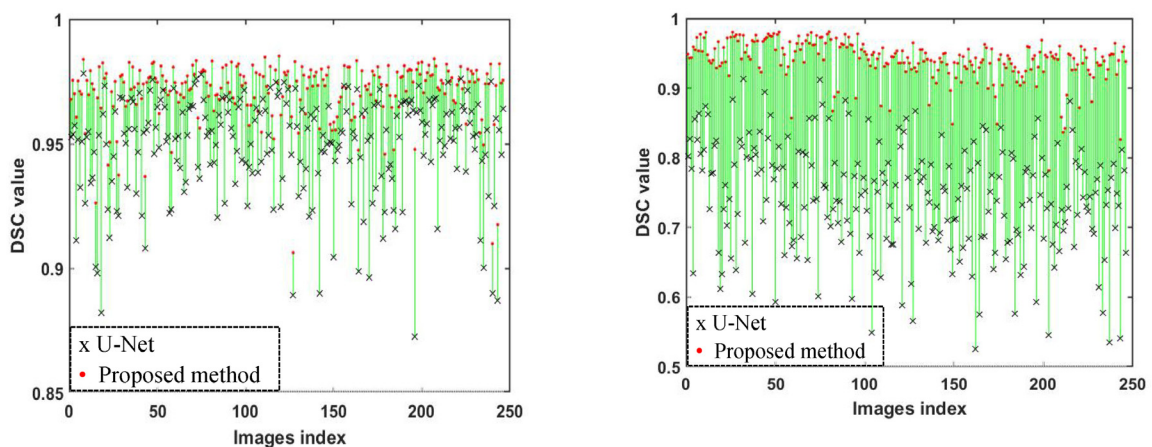 1
0.95
0.9
0.85
DSC value
x U-Net
• Proposed method
0 50 100 150 200 250
Images index
1
0.9
0.8
0.7
0.6
0.5
DSC value
x U-Net
• Proposed method
0 50 100 150 200 250
Images index